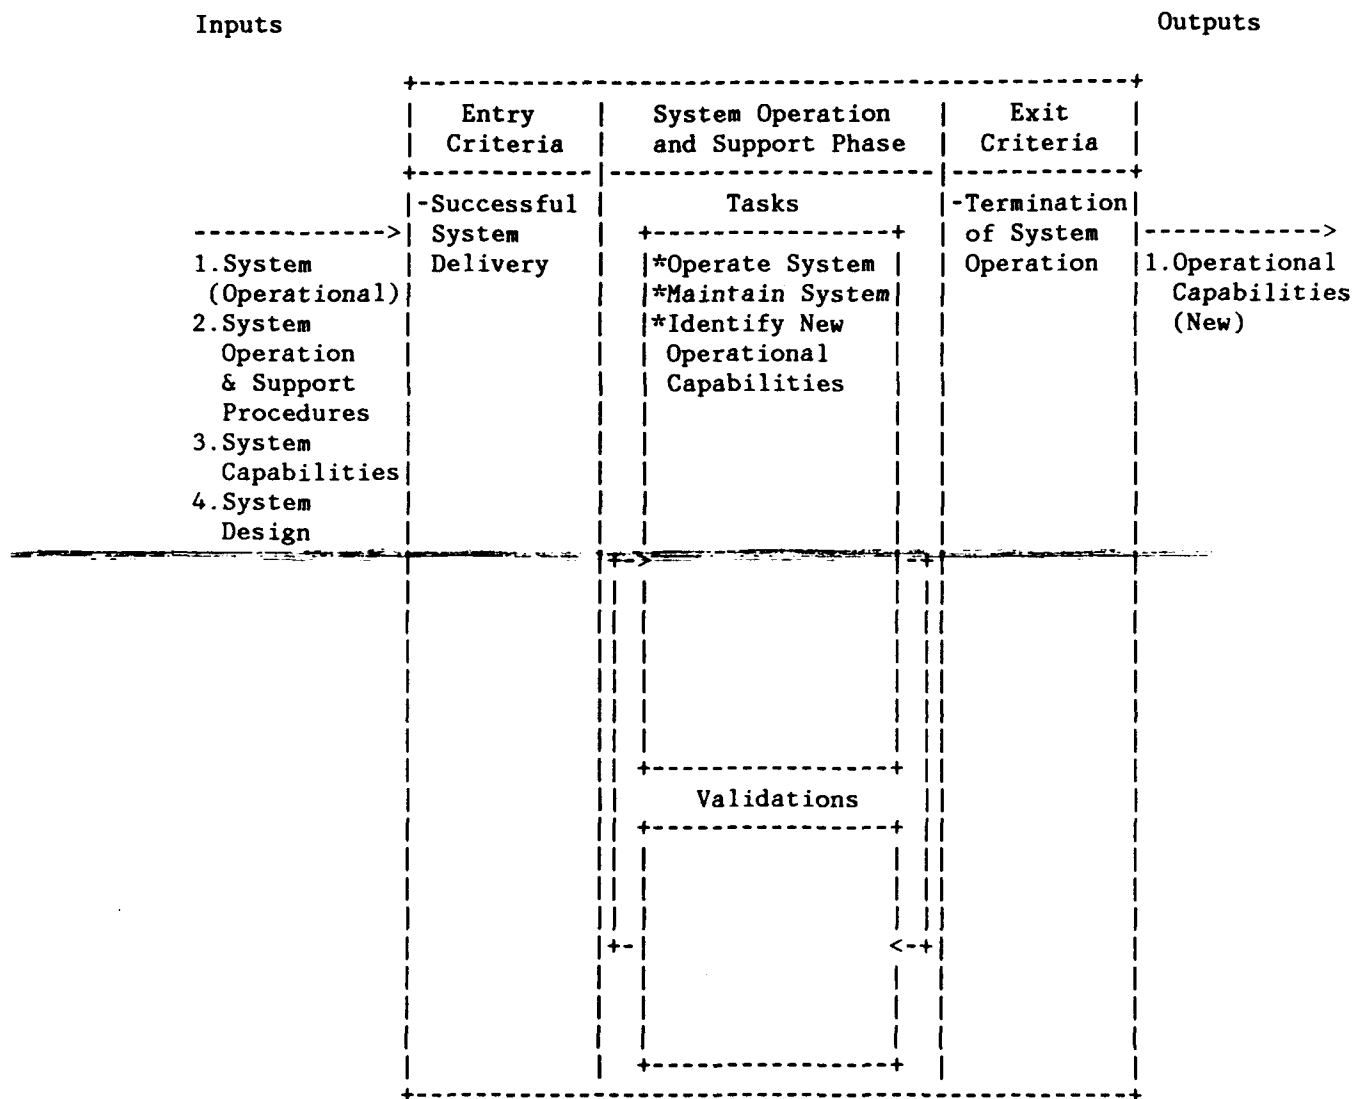 Inputs
Outputs
Entry
Criteria
System Operation
and Support Phase
Exit
Criteria
1.System
(Operational)
2.System
Operation
& Support
Procedures
3.System
Capabilities
4.System
Design
-Successful
System
Delivery
Tasks
*Operate System
*Maintain System
*Identify New
Operational
Capabilities
Validations
-Termination
of System
Operation
1.Operational
Capabilities
(New)